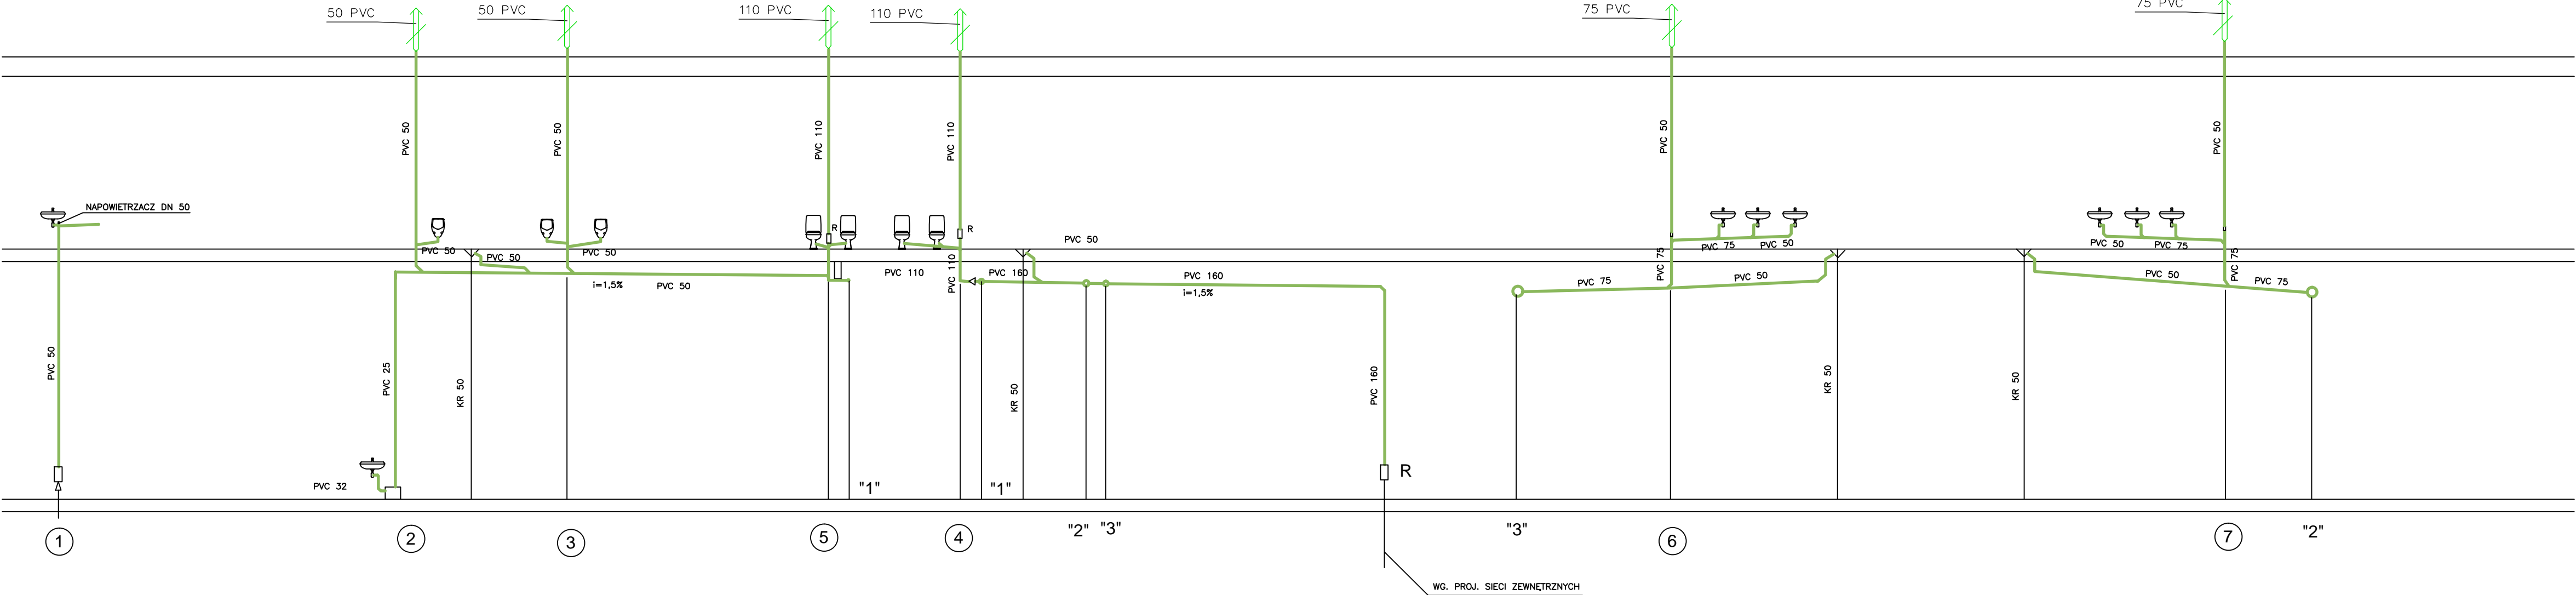 50 PVC
50 PVC
110 PVC
110 PVC
75 PVC
75 PVC
PVC 50
PVC 50
PVC 110
PVC 110
PVC 50
PVC 50
NAPOWIETRZACZ DN 50
R
R
PVC 50
PVC 50
PVC 50
PVC 50
PVC 75
PVC 50
PVC 50
PVC 75
PVC 110
PVC 110
PVC 160
PVC 160
PVC 75
PVC 75
PVC 75
PVC 50
PVC 50
PVC 75
i=1,5%
PVC 50
i=1,5%
PVC 50
PVC 25
KR 50
KR 50
PVC 160
KR 50
KR 50
PVC 32
"1"
"1"
R
1
2
3
5
4
"2"
"3"
"3"
6
7
"2"
WG. PROJ. SIECI ZEWNĘTRZNYCH